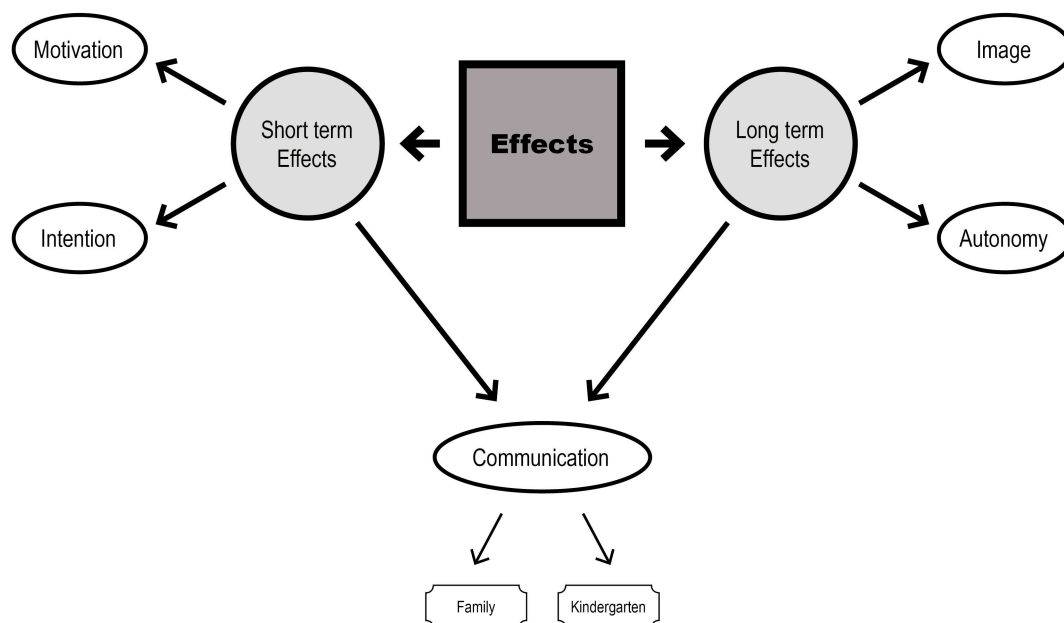 Motivation
Image
Short term
Effects
Effects
Long term
Effects
Intention
Autonomy
Communication
Family
Kindergarten